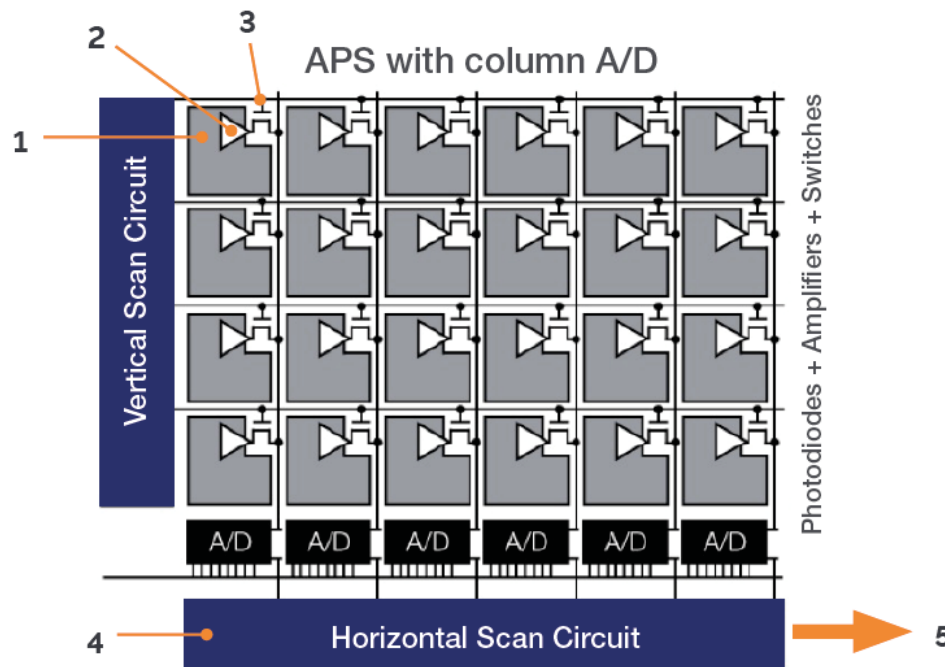 2
3
APS with column A/D
1
Vertical Scan Circuit
Photodiodes + Amplifiers + Switches
A/D
A/D
A/D
A/D
A/D
A/D
4
Horizontal Scan Circuit
5